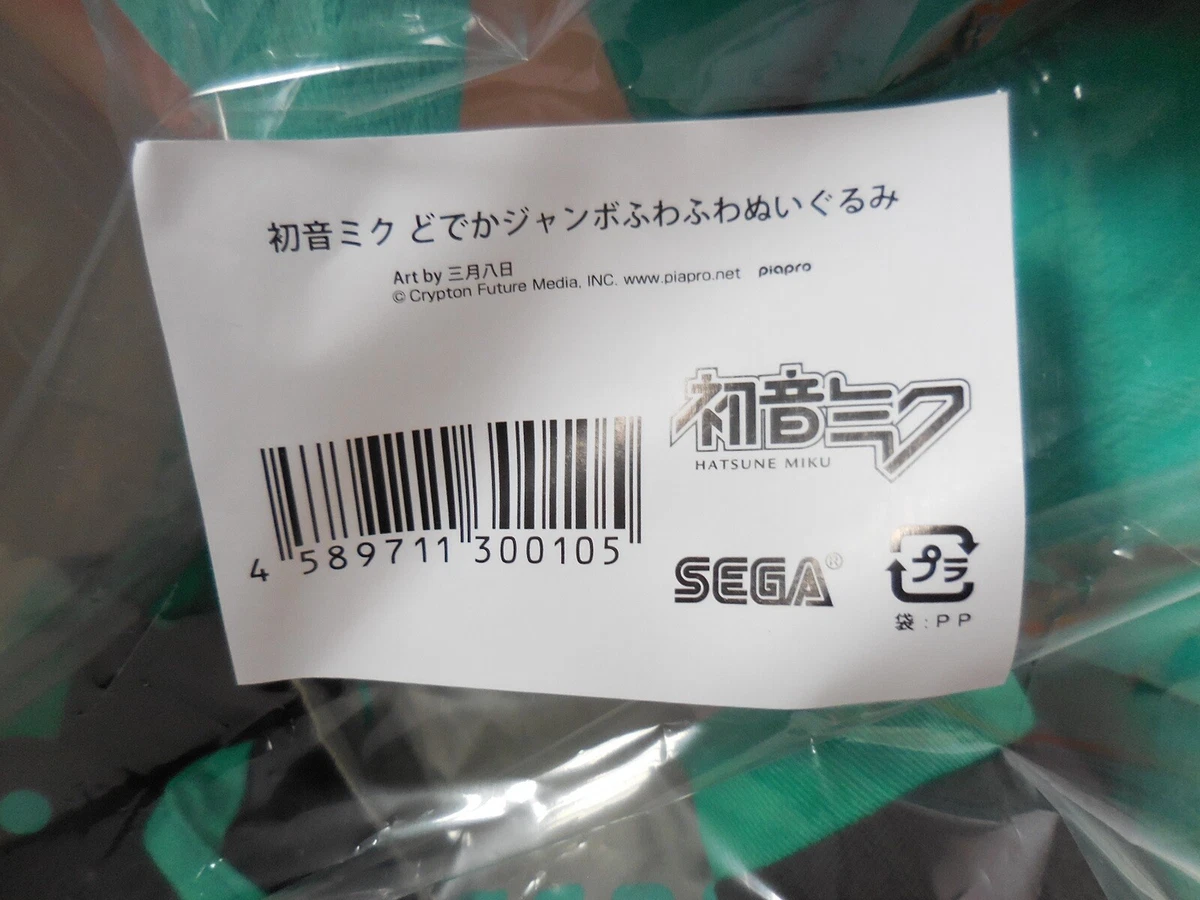 初音ミク どでかジャンボふわふわぬいぐるみ
Art by 三月八日
© Crypton Future Media, INC. www.piapro.net piapro
初音ミク
HATSUNE MIKU
4 589711 300105
SEGA®
プラ
袋:PP